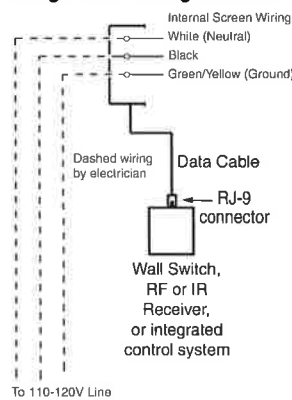 Internal Screen Wiring
White (Neutral)
Black
Green/Yellow (Ground)
Dashed wiring
by electrician
Data Cable
RJ-9
connector
Wall Switch,
RF or IR
Receiver,
or integrated
control system
To 110-120V Line